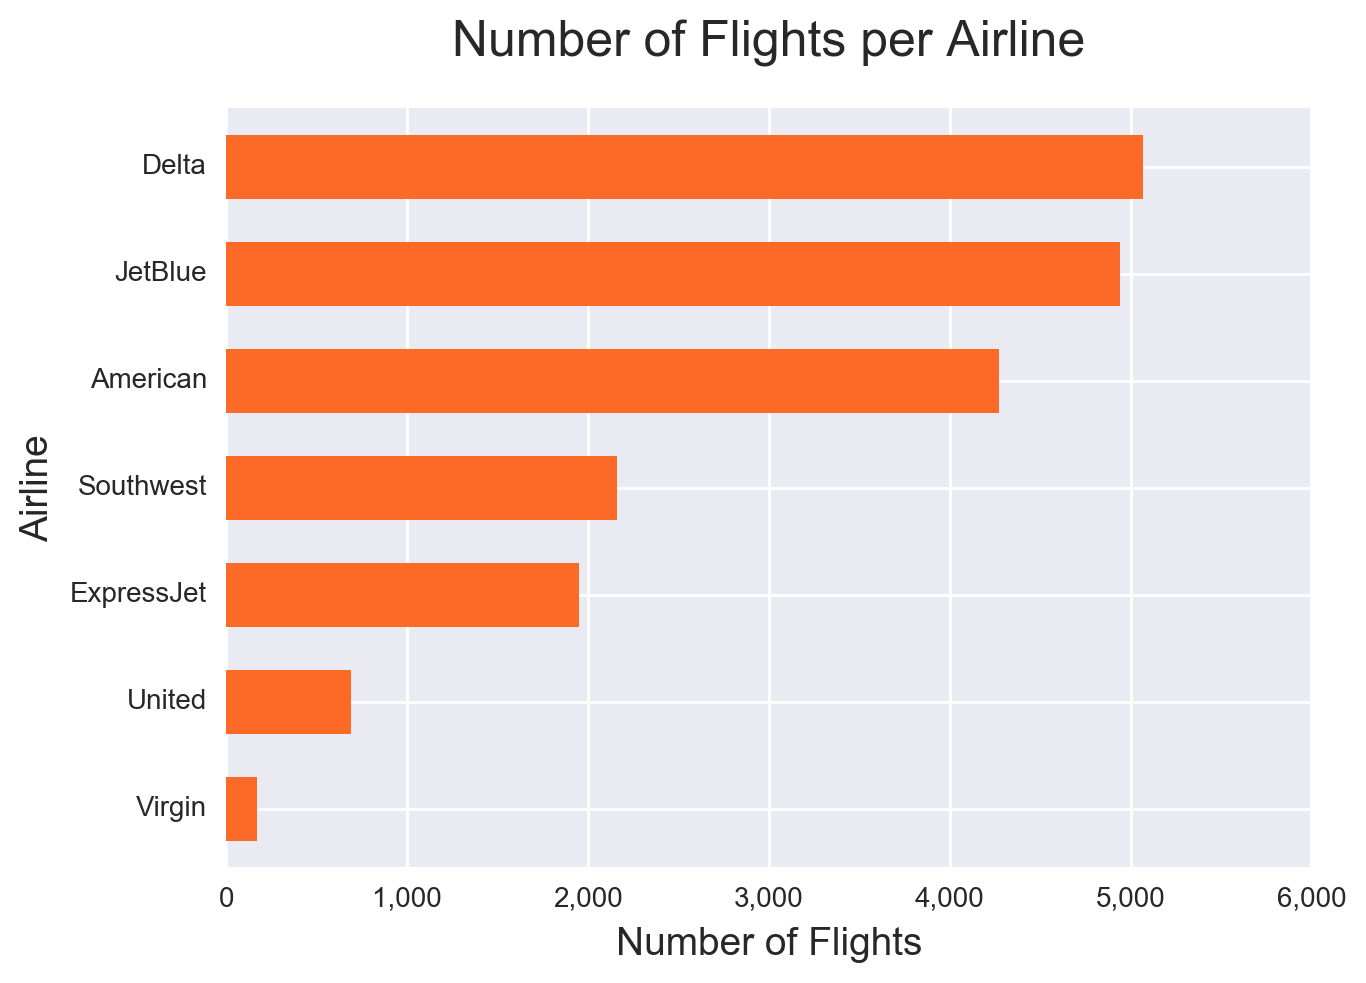 Number of Flights per Airline
Delta
JetBlue
American
Southwest
ExpressJet
United
Virgin
Airline
0 1,000 2,000 3,000 4,000 5,000 6,000
Number of Flights